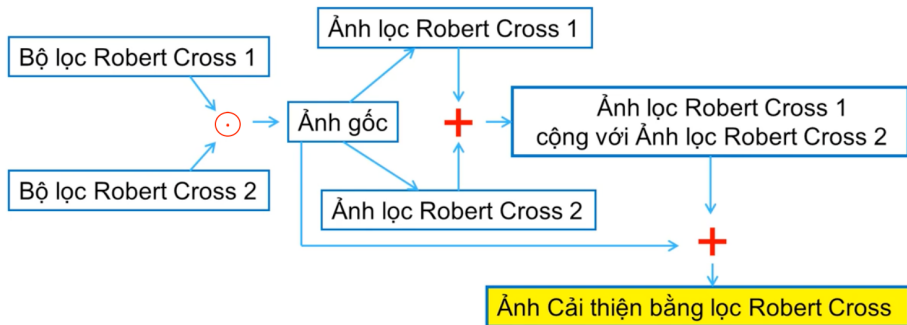 Bộ lọc Robert Cross 1
Bộ lọc Robert Cross 2
Ảnh gốc
Ảnh lọc Robert Cross 1
Ảnh lọc Robert Cross 2
Ảnh lọc Robert Cross 1
cộng với Ảnh lọc Robert Cross 2
Ảnh Cải thiện bằng lọc Robert Cross